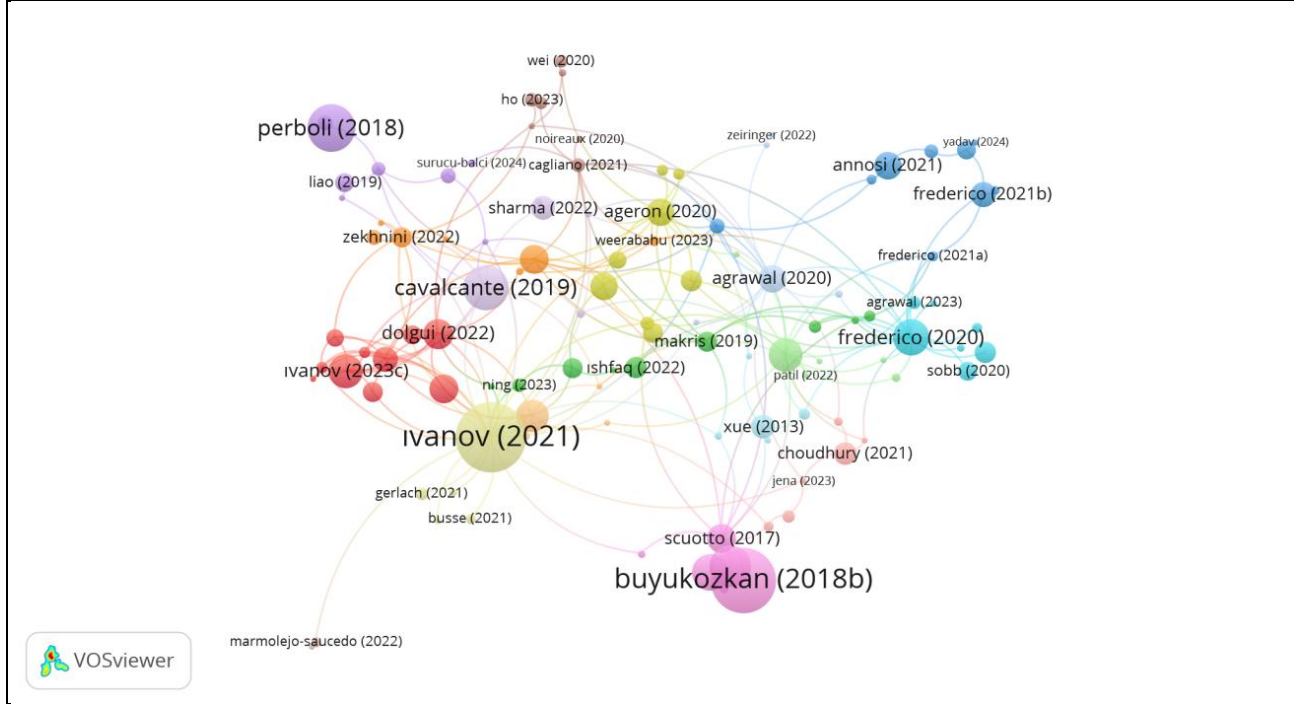 wei (2020)
ho (2023)
perboli (2018)
noireaux (2020)
zeiringer (2022)
yadav (2024)
surucu-balci (2024)
cagliano (2021)
annosi (2021)
liao (2019)
frederico (2021b)
sharma (2022)
ageron (2020)
zekhnini (2022)
weerabahu (2023)
frederico (2021a)
agrawal (2020)
cavalcante (2019)
agrawal (2023)
dolgui (2022)
makris (2019)
frederico (2020)
ıvanov (2023c)
ıshfaq (2022)
patil (2022)
sobb (2020)
ning (2023)
xue (2013)
ıvanov (2021)
choudhury (2021)
jena (2023)
gerlach (2021)
busse (2021)
scuotto (2017)
buyukozkan (2018b)
marmolejo-saucedo (2022)
VOSviewer